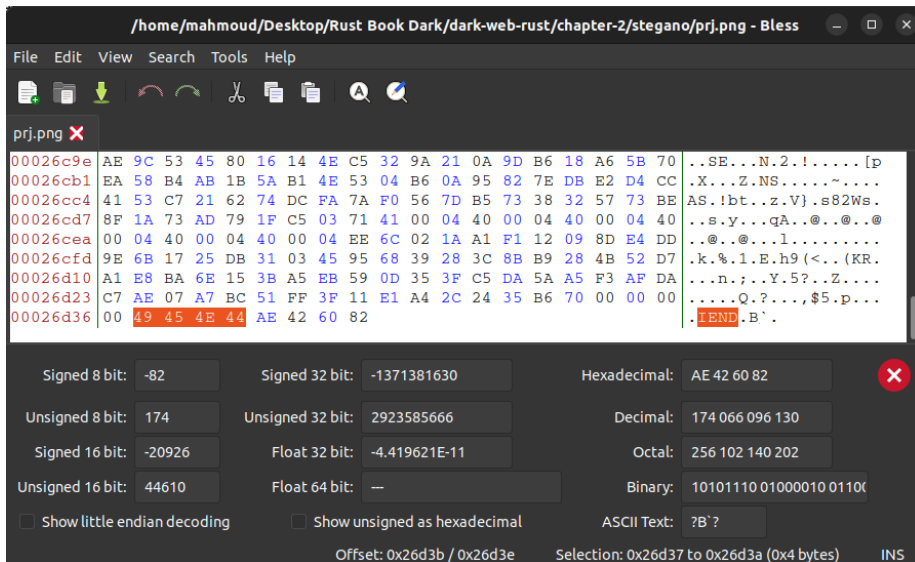 /home/mahmoud/Desktop/Rust Book Dark/dark-web-rust/chapter-2/stegano/prj.png - Bless
File Edit View Search Tools Help
prj.png
00026c9e AE 9C 53 45 80 16 14 4E C5 32 9A 21 0A 9D B6 18 A6 5B 70 ..SE...N.2.!.....[p
00026cb1 EA 58 B4 AB 1B 5A B1 4E 53 04 B6 0A 95 82 7E DB E2 D4 CC .X...Z.NS.....~....
00026cc4 41 53 C7 21 62 74 DC FA 7A F0 56 7D B5 73 38 32 57 73 BE AS.!bt..z.V}.s82Ws.
00026cd7 8F 1A 73 AD 79 1F C5 03 71 41 00 04 40 00 04 40 00 04 40 ..s.y...qA..@..@..@
00026cea 00 04 40 00 04 40 00 04 EE 6C 02 1A A1 F1 12 09 8D E4 DD ..@..@...l.........
00026cfd 9E 6B 17 25 DB 31 03 45 95 68 39 28 3C 8B B9 28 4B 52 D7 .k.%.1.E.h9(<..(KR.
00026d10 A1 E8 BA 6E 15 3B A5 EB 59 0D 35 3F C5 DA 5A A5 F3 AF DA ...n.;..Y.5?..Z....
00026d23 C7 AE 07 A7 BC 51 FF 3F 11 E1 A4 2C 24 35 B6 70 00 00 00 .....Q.?...,$5.p...
00026d36 00 49 45 4E 44 AE 42 60 82 .IEND.B`.
Signed 8 bit: -82 Signed 32 bit: -1371381630 Hexadecimal: AE 42 60 82
Unsigned 8 bit: 174 Unsigned 32 bit: 2923585666 Decimal: 174 066 096 130
Signed 16 bit: -20926 Float 32 bit: -4.419621E-11 Octal: 256 102 140 202
Unsigned 16 bit: 44610 Float 64 bit: --- Binary: 10101110 01000010 01100
Show little endian decoding Show unsigned as hexadecimal ASCII Text: ?B`?
Offset: 0x26d3b / 0x26d3e Selection: 0x26d37 to 0x26d3a (0x4 bytes) INS